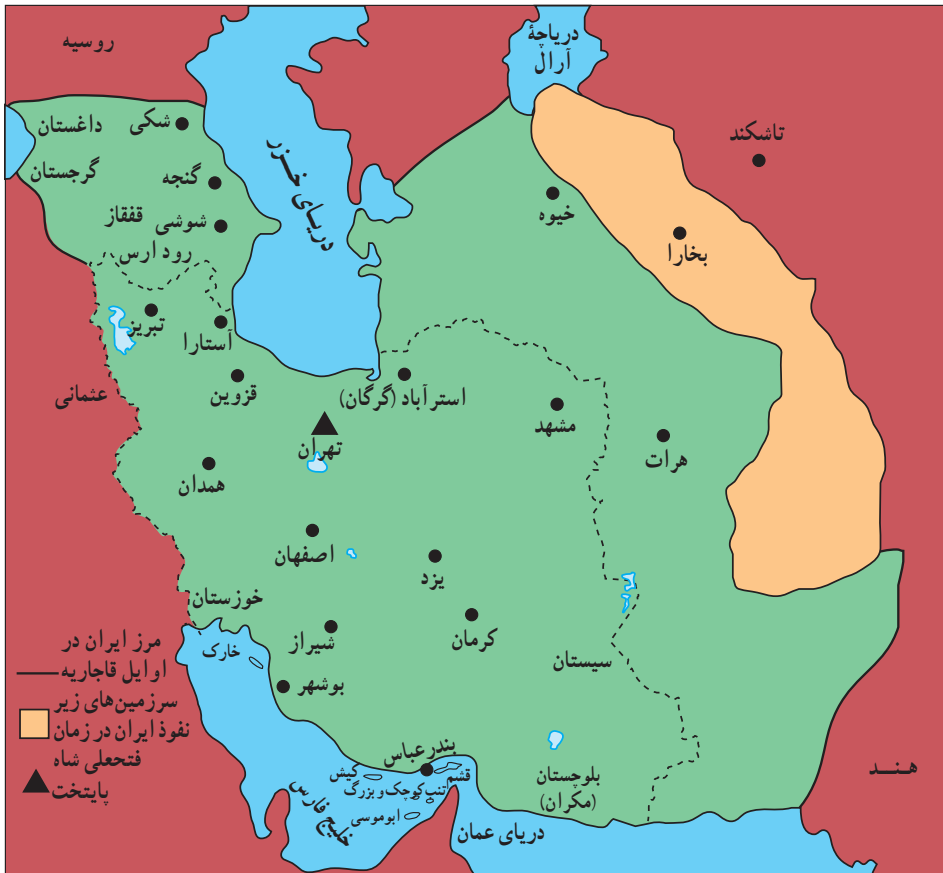 روسیه
دریاچهٔ
آرال
داغستان
شکی
تاشکند
گرجستان
گنجه
دریـای خـزر
خیوه
قفقاز
شوشی
رود ارس
بخارا
تبریز
آستارا
عثمانی
قزوین
استرآباد (گرگان)
مشهد
تهران
هرات
همدان
اصفهان
یزد
خوزستان
کرمان
شیراز
سیستان
خارک
بوشهر
مرز ایران در
اوایل قاجاریه
سرزمین‌های زیر
نفوذ ایران در زمان
فتحعلی شاه
پایتخت
بندرعباس
کیش
قشم
تنب‌کوچک و بزرگ
ابوموسی
خلیج فارس
دریای عمان
بلوچستان
(مکران)
هـنـد